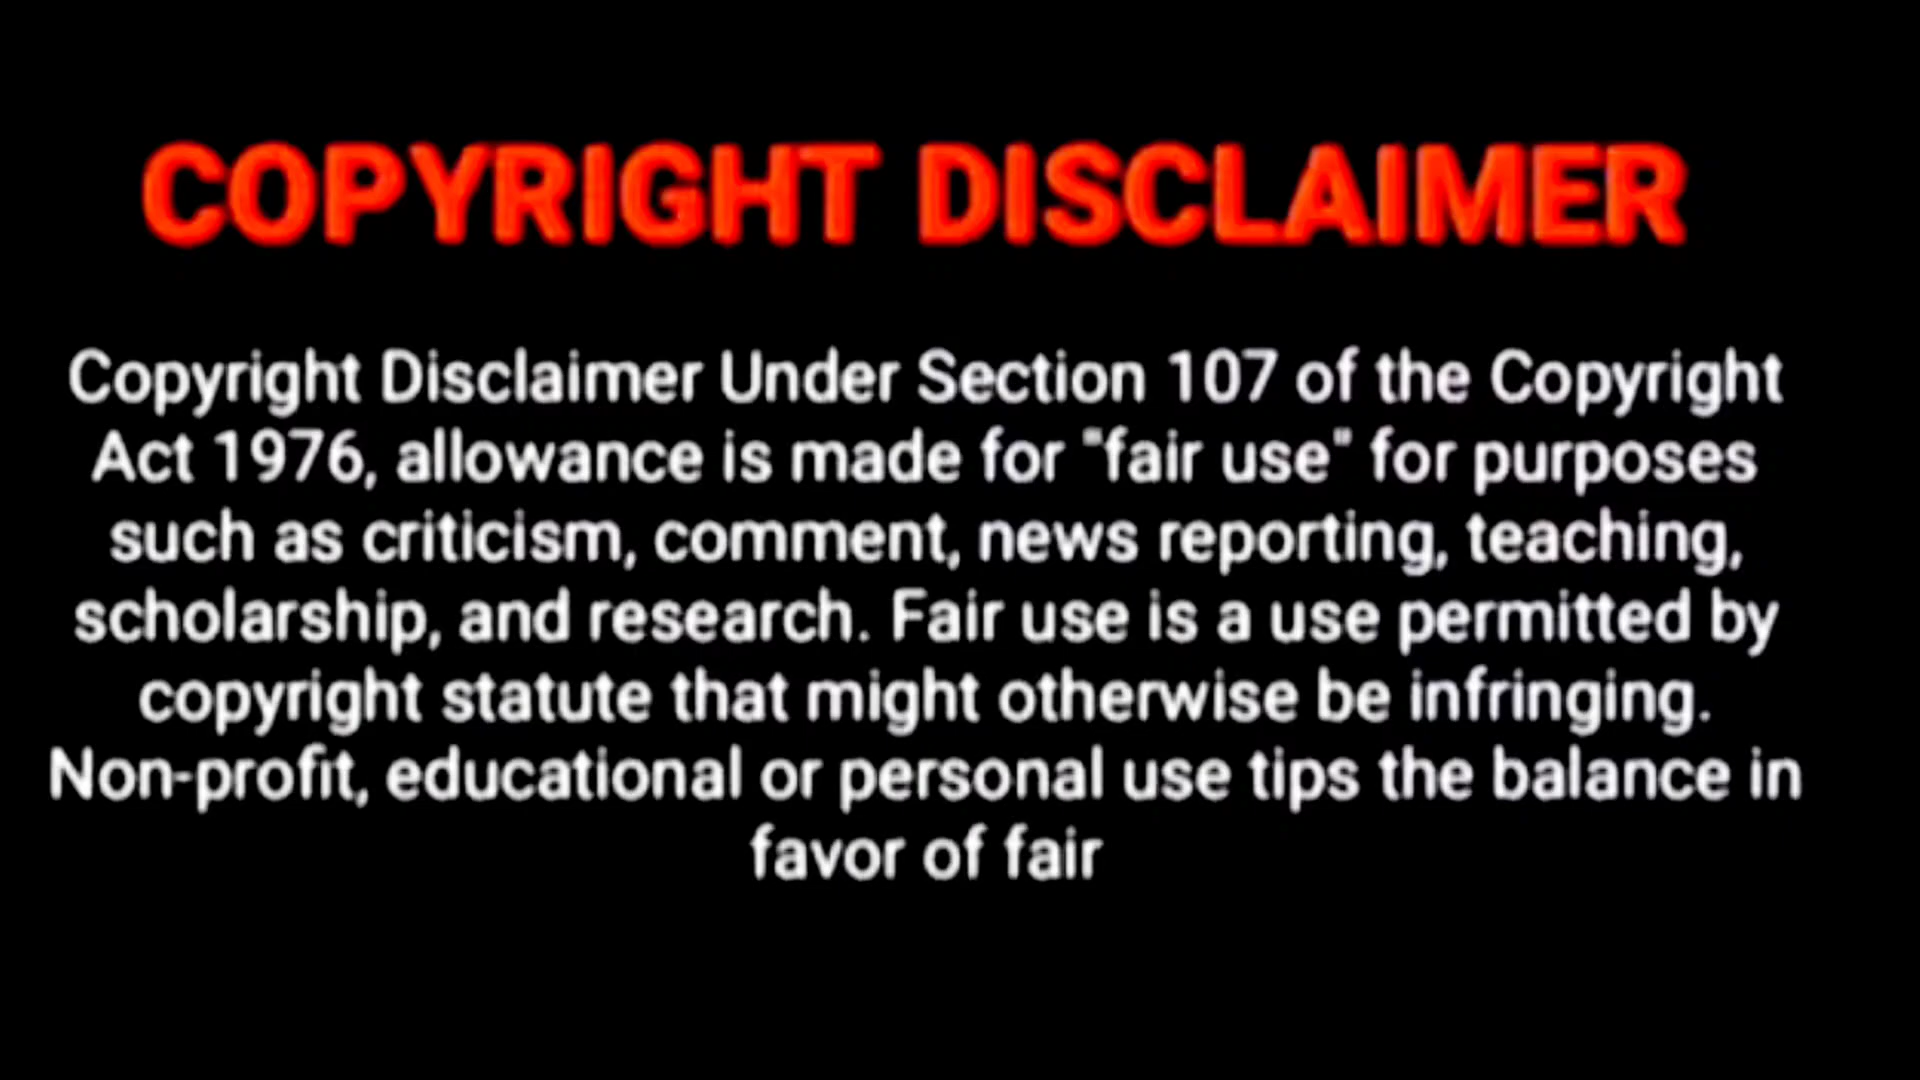 COPYRIGHT DISCLAIMER
Copyright Disclaimer Under Section 107 of the Copyright
Act 1976, allowance is made for "fair use" for purposes
such as criticism, comment, news reporting, teaching,
scholarship, and research. Fair use is a use permitted by
copyright statute that might otherwise be infringing.
Non-profit, educational or personal use tips the balance in
favor of fair